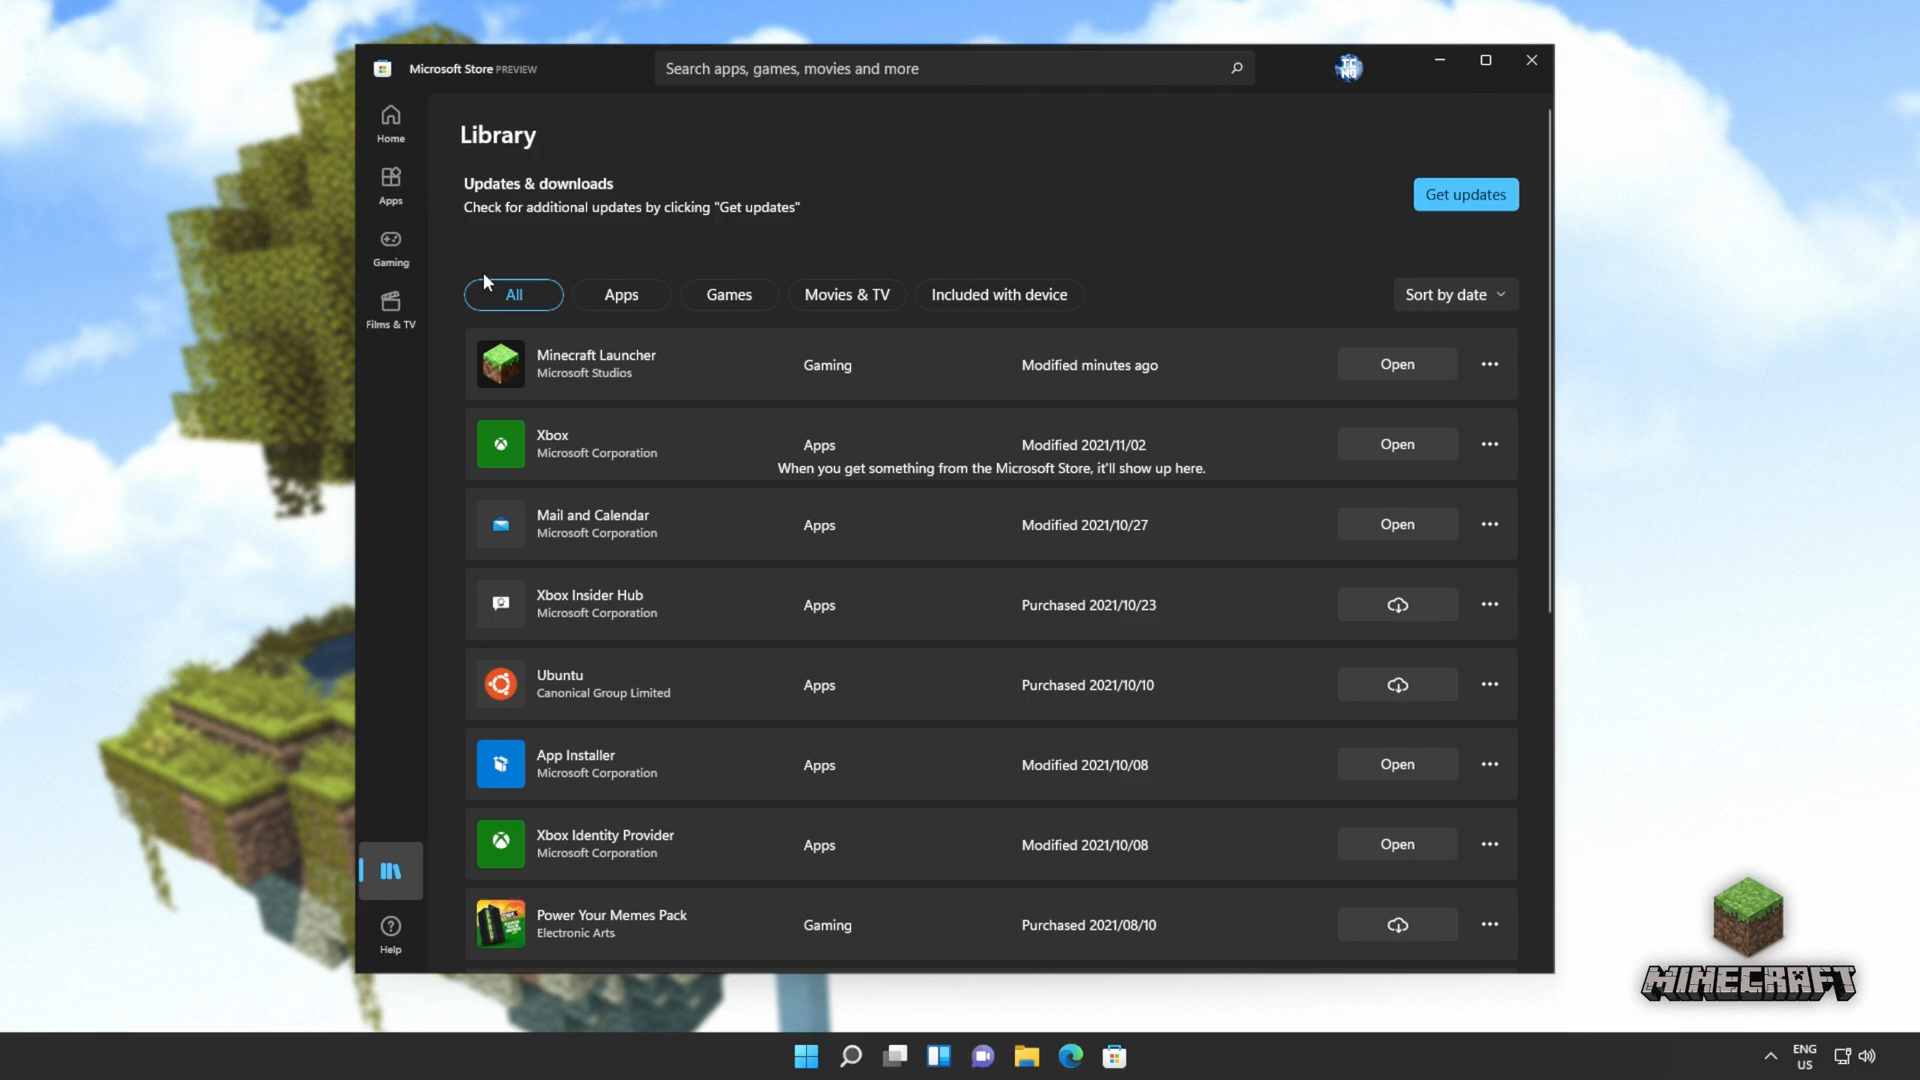 Microsoft Store PREVIEW
Search apps, games, movies and more
TC
NO
Home
Apps
Gaming
Films & TV
Help
Library
Updates & downloads
Check for additional updates by clicking "Get updates"
Get updates
All
Apps
Games
Movies & TV
Included with device
Sort by date
Minecraft Launcher
Microsoft Studios
Gaming
Modified minutes ago
Open
Xbox
Microsoft Corporation
Apps
Modified 2021/11/02
Open
When you get something from the Microsoft Store, it'll show up here.
Mail and Calendar
Microsoft Corporation
Apps
Modified 2021/10/27
Open
Xbox Insider Hub
Microsoft Corporation
Apps
Purchased 2021/10/23
Ubuntu
Canonical Group Limited
Apps
Purchased 2021/10/10
App Installer
Microsoft Corporation
Apps
Modified 2021/10/08
Open
Xbox Identity Provider
Microsoft Corporation
Apps
Modified 2021/10/08
Open
Power Your Memes Pack
Electronic Arts
Gaming
Purchased 2021/08/10
MINECRAFT
ENG
US